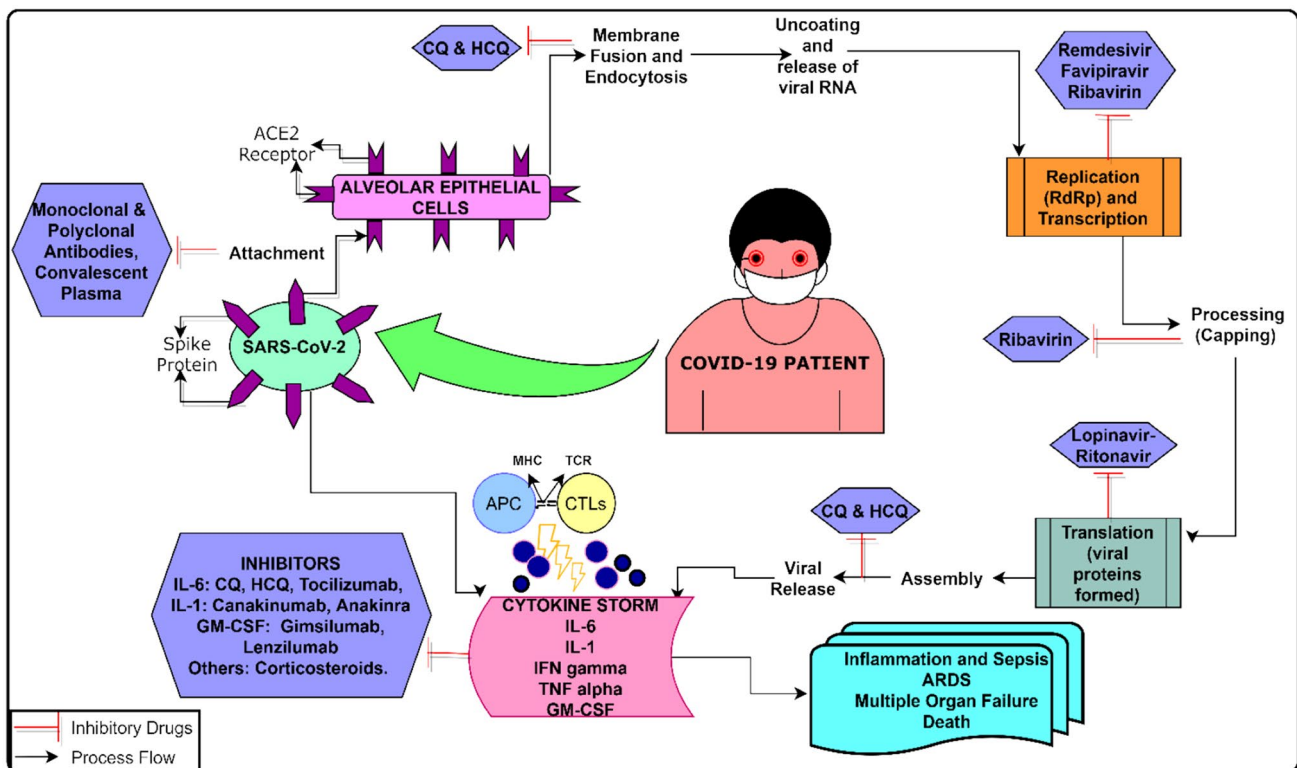 CQ & HCQ
Membrane
Fusion and
Endocytosis
Uncoating
and
release of
viral RNA
Remdesivir
Favipiravir
Ribavirin
ACE2
Receptor
ALVEOLAR EPITHELIAL
CELLS
Replication
(RdRp) and
Transcription
Monoclonal &
Polyclonal
Antibodies,
Convalescent
Plasma
Attachment
Spike
Protein
SARS-CoV-2
COVID-19 PATIENT
Ribavirin
Processing
(Capping)
Lopinavir-
Ritonavir
MHC
TCR
APC
CTLs
CQ & HCQ
Translation
(viral
proteins
formed)
Assembly
Viral
Release
INHIBITORS
IL-6: CQ, HCQ, Tocilizumab,
IL-1: Canakinumab, Anakinra
GM-CSF: Gimsilumab,
Lenzilumab
Others: Corticosteroids.
CYTOKINE STORM
IL-6
IL-1
IFN gamma
TNF alpha
GM-CSF
Inflammation and Sepsis
ARDS
Multiple Organ Failure
Death
Inhibitory Drugs
Process Flow